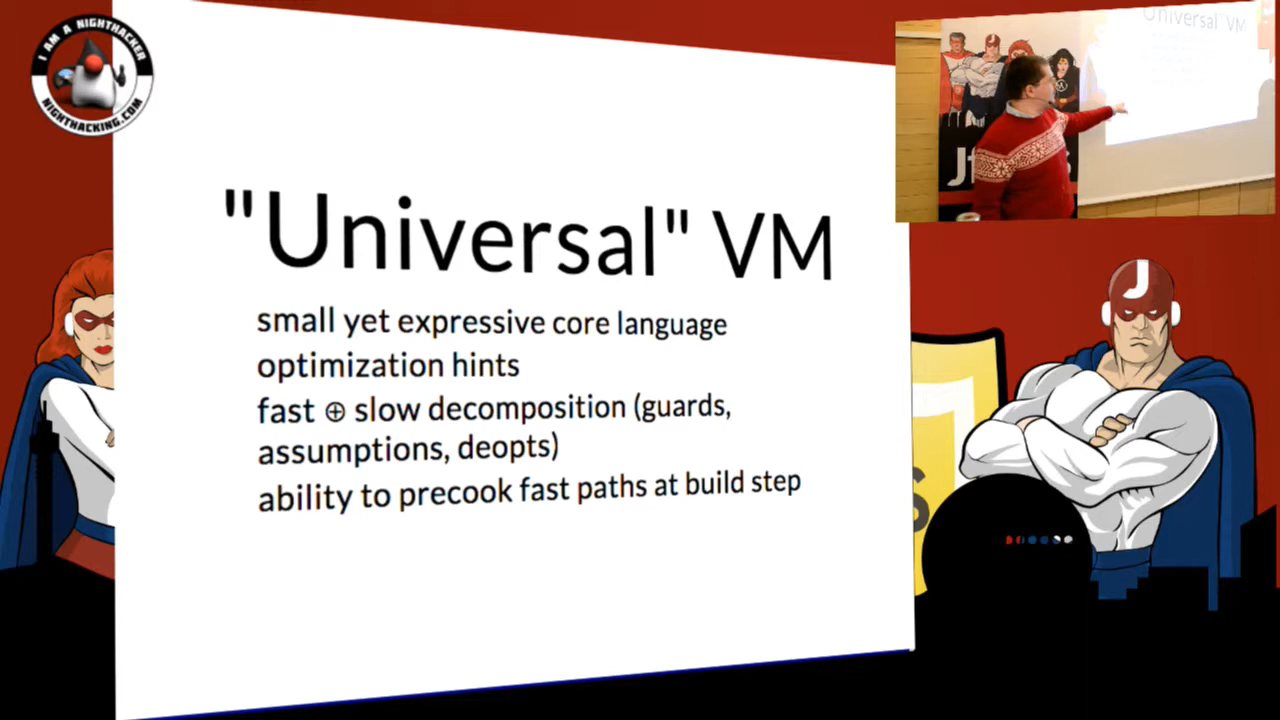 I AM A NIGHTHACKER
NIGHTHACKING.COM
"Universal" VM
small yet expressive core language
optimization hints
fast ⊕ slow decomposition (guards,
assumptions, deopts)
ability to precook fast paths at build step
Universal VM
J
J
S